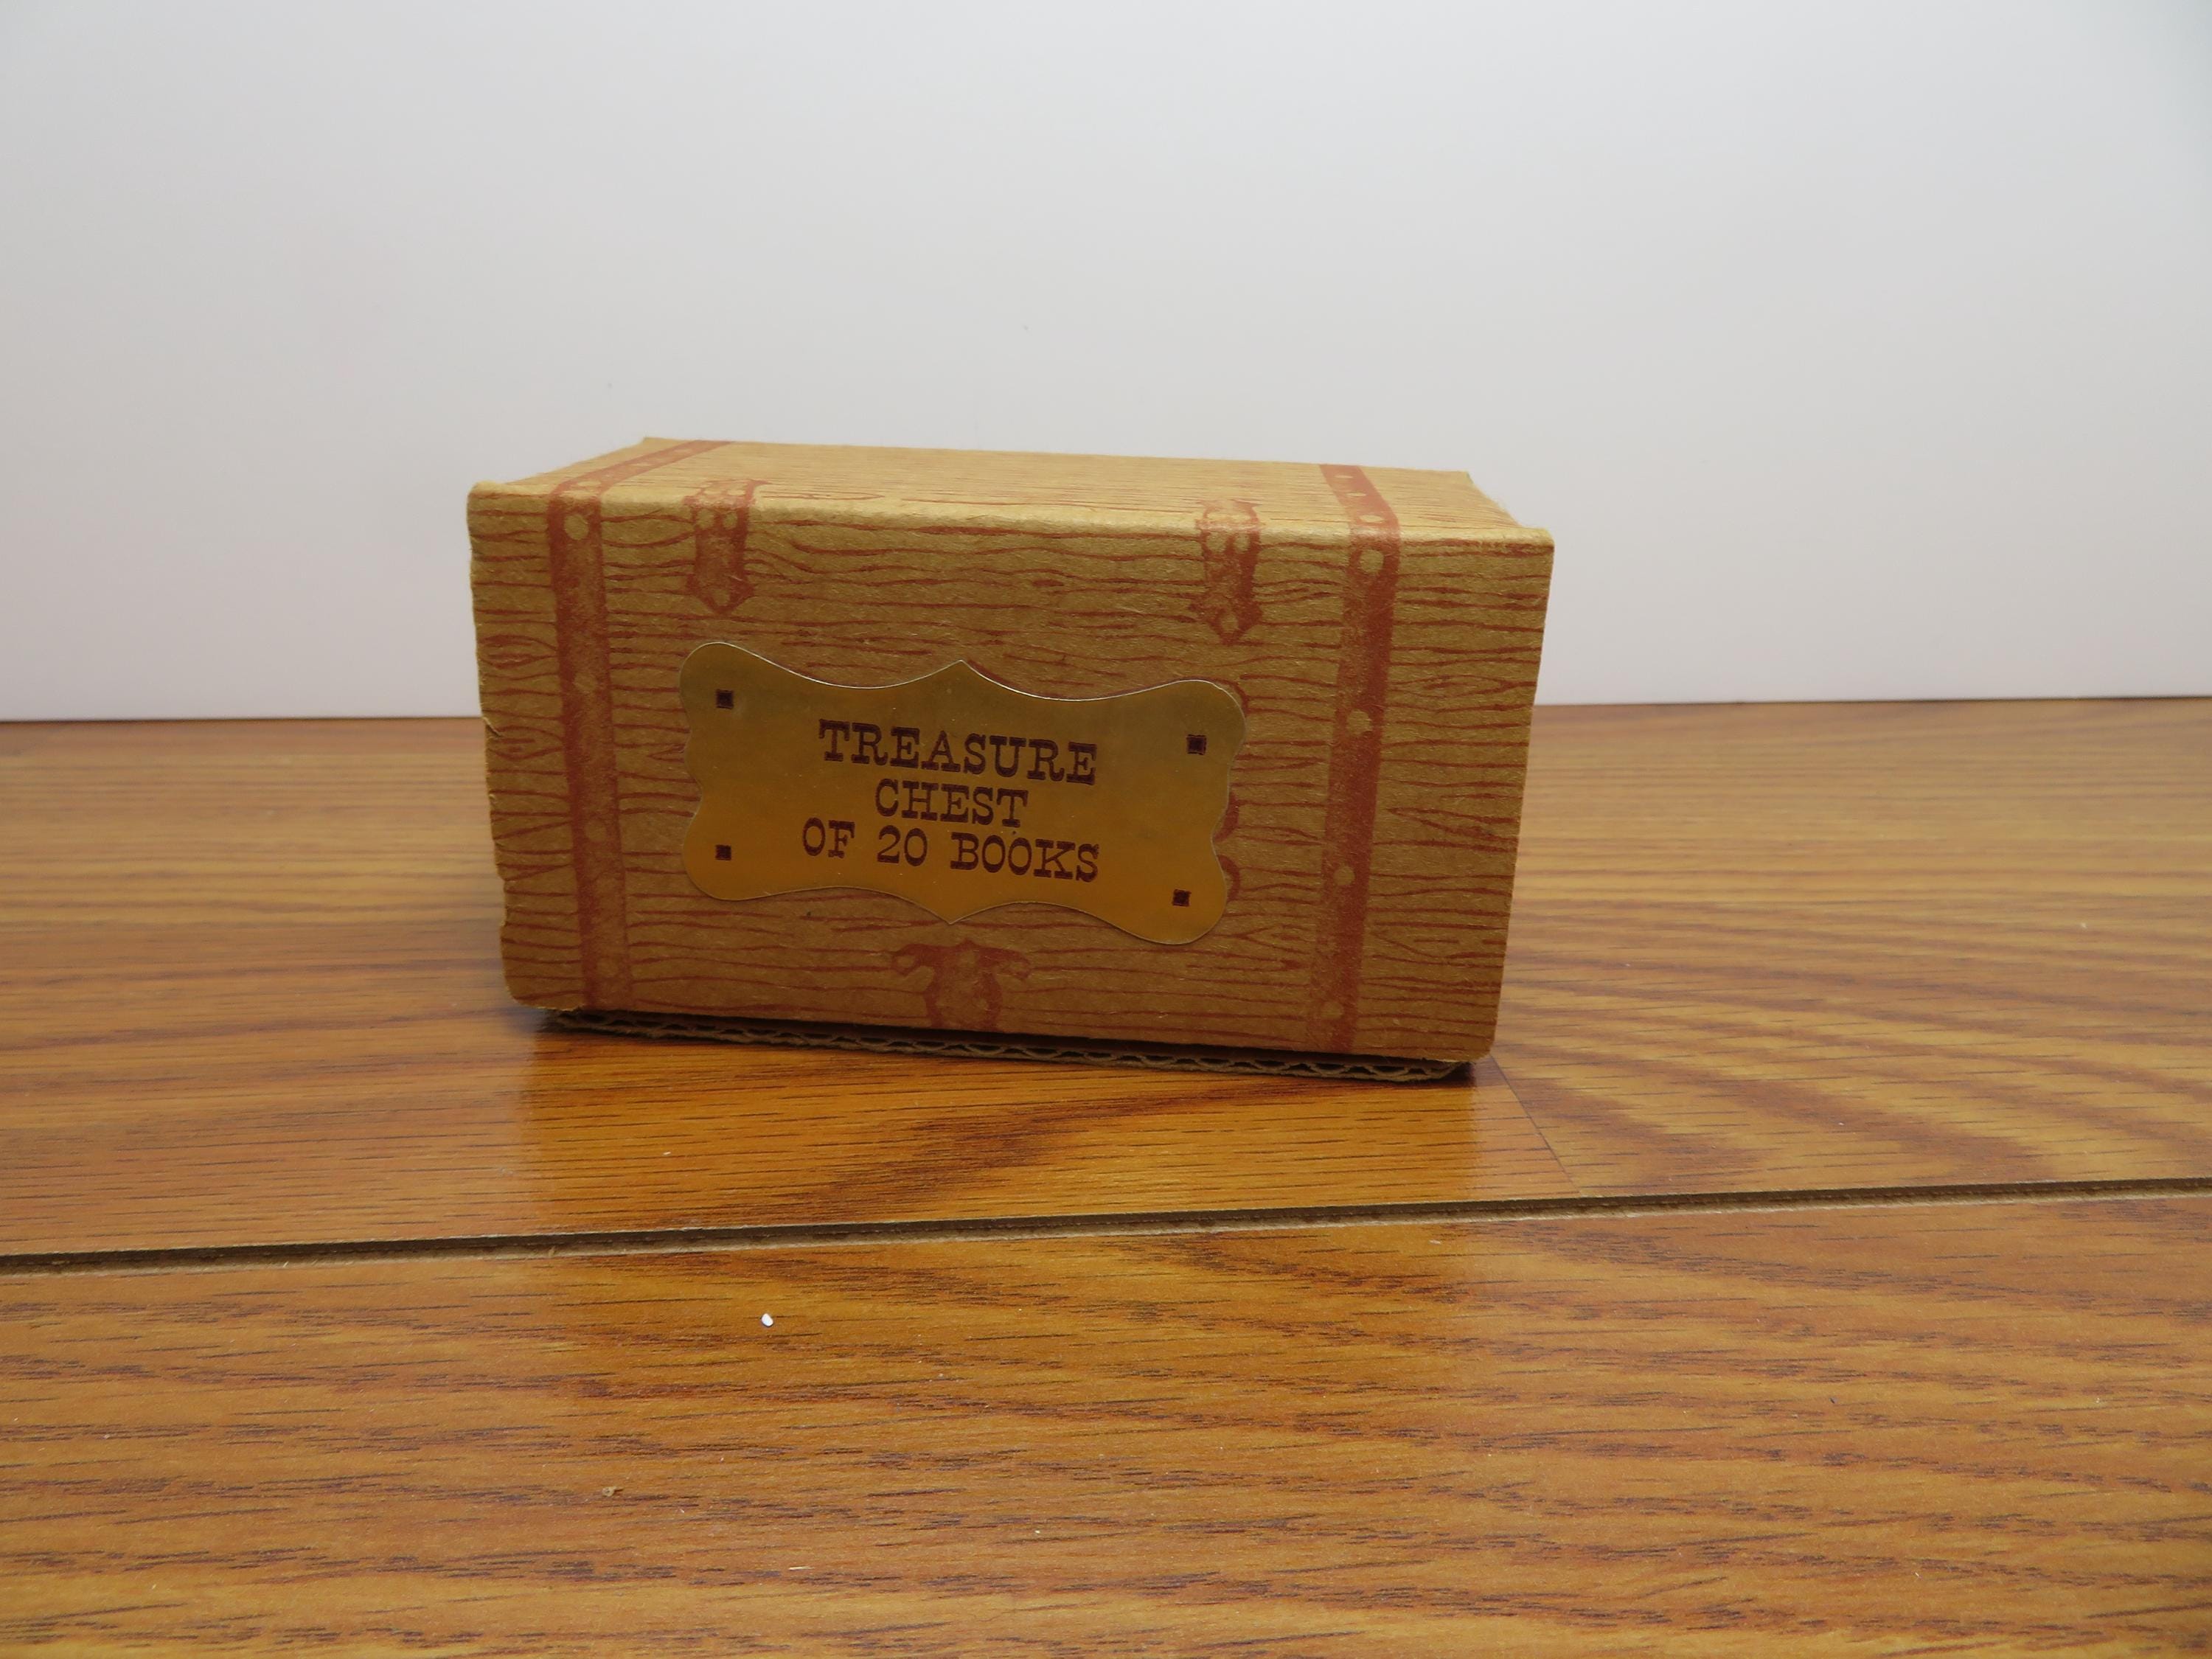 TREASURE
CHEST
OF 20 BOOKS